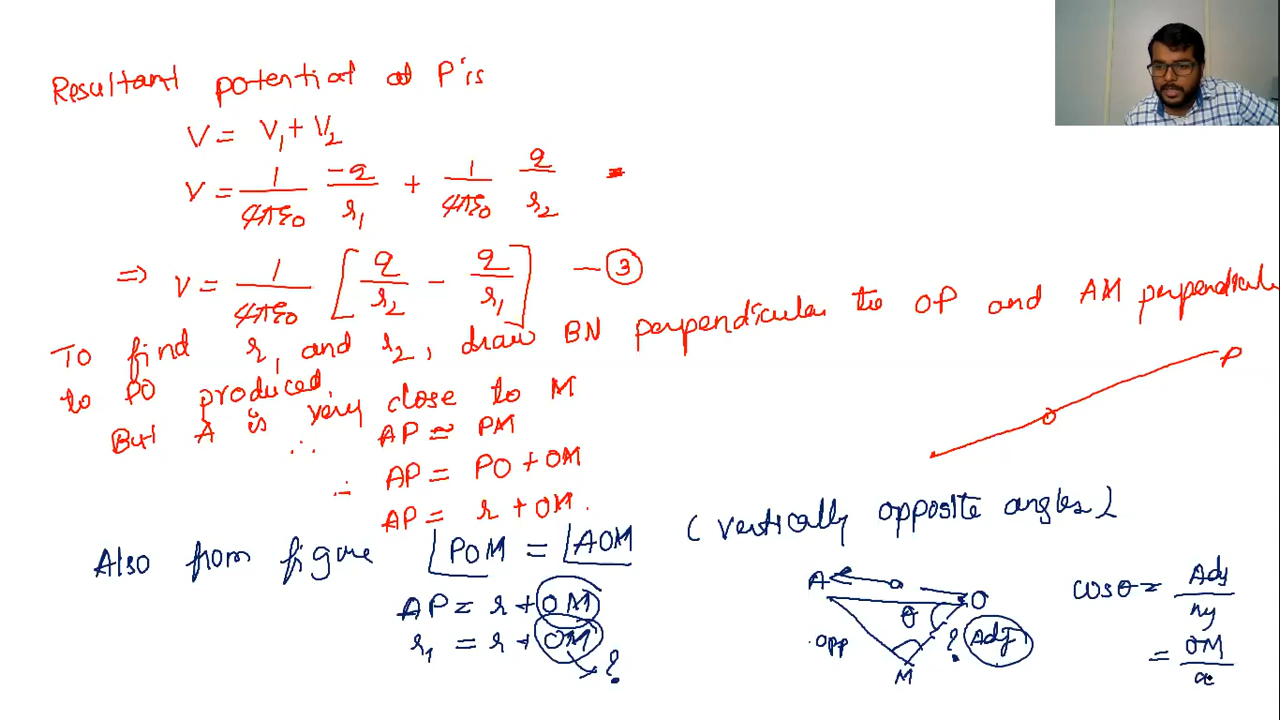 Resultant potential at P is
V = V₁ + V₂
V = 1/4πε₀ -q/r₁ + 1/4πε₀ q/r₂
⇒ V = 1/4πε₀ [ q/r₂ - q/r₁ ] — ③
To find r₁ and r₂, draw BN perpendicular to OP and AM perpendicul
to PO produced.
But A is very close to M
∴ AP ≃ PM
∴ AP = PO + OM
AP = r + OM.
P
O
Also from figure ∠POM = ∠AOM (vertically opposite angles)
AP = r + OM
r₁ = r + OM
?
A a O
θ
opp ? Adj
M
cosθ = Adj/hy
= OM/a